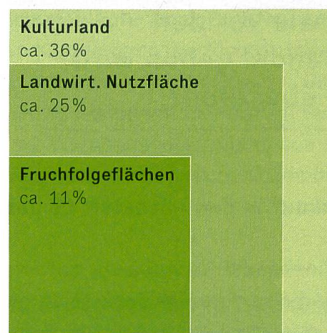 Kulturland
ca. 36%
Landwirt. Nutzfläche
ca. 25%
Fruchfolgeflächen
ca. 11%